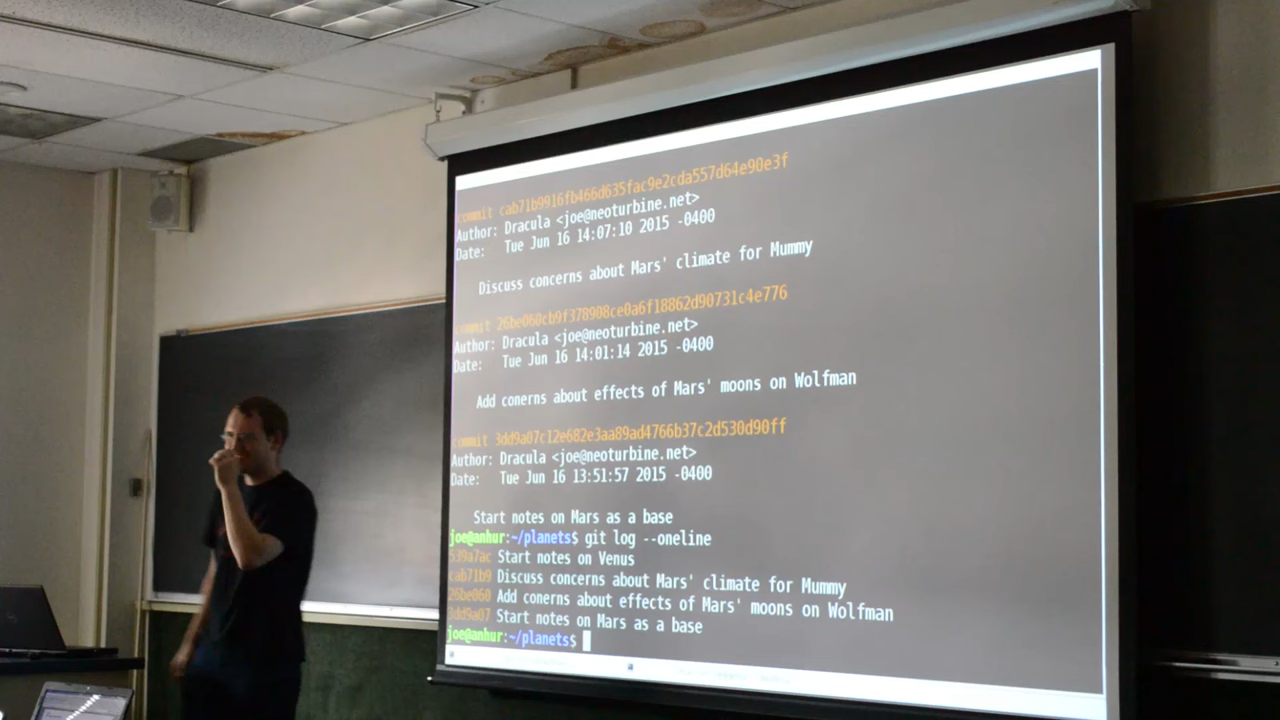 commit cab71b9916fb466d635fac9e2cda557d64e90e3f
Author: Dracula <joe@neoturbine.net>
Date: Tue Jun 16 14:07:10 2015 -0400
Discuss concerns about Mars' climate for Mummy
commit 26be060cb9f378908ce0a6f18862d90731c4e776
Author: Dracula <joe@neoturbine.net>
Date: Tue Jun 16 14:01:14 2015 -0400
Add conerns about effects of Mars' moons on Wolfman
commit 3dd9a07c12e682e3aa89ad4766b37c2d530d90ff
Author: Dracula <joe@neoturbine.net>
Date: Tue Jun 16 13:51:57 2015 -0400
Start notes on Mars as a base
joe@anhur:~/planets$ git log --oneline
539a7ac Start notes on Venus
cab71b9 Discuss concerns about Mars' climate for Mummy
26be060 Add conerns about effects of Mars' moons on Wolfman
3dd9a07 Start notes on Mars as a base
joe@anhur:~/planets$